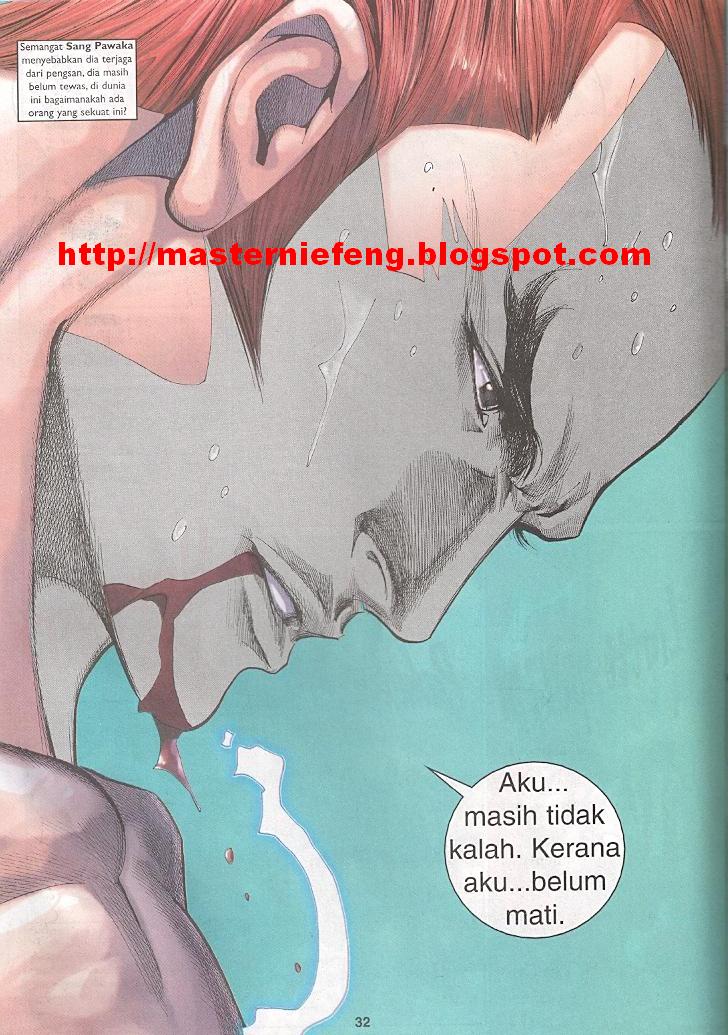 Semangat Sang Pawaka
menyebabkan dia terjaga
dari pengsan, dia masih
belum tewas, di dunia
ini bagaimanakah ada
orang yang sekuat ini?
http://masterniefeng.blogspot.com
Aku...
masih tidak
kalah. Kerana
aku...belum
mati.
32